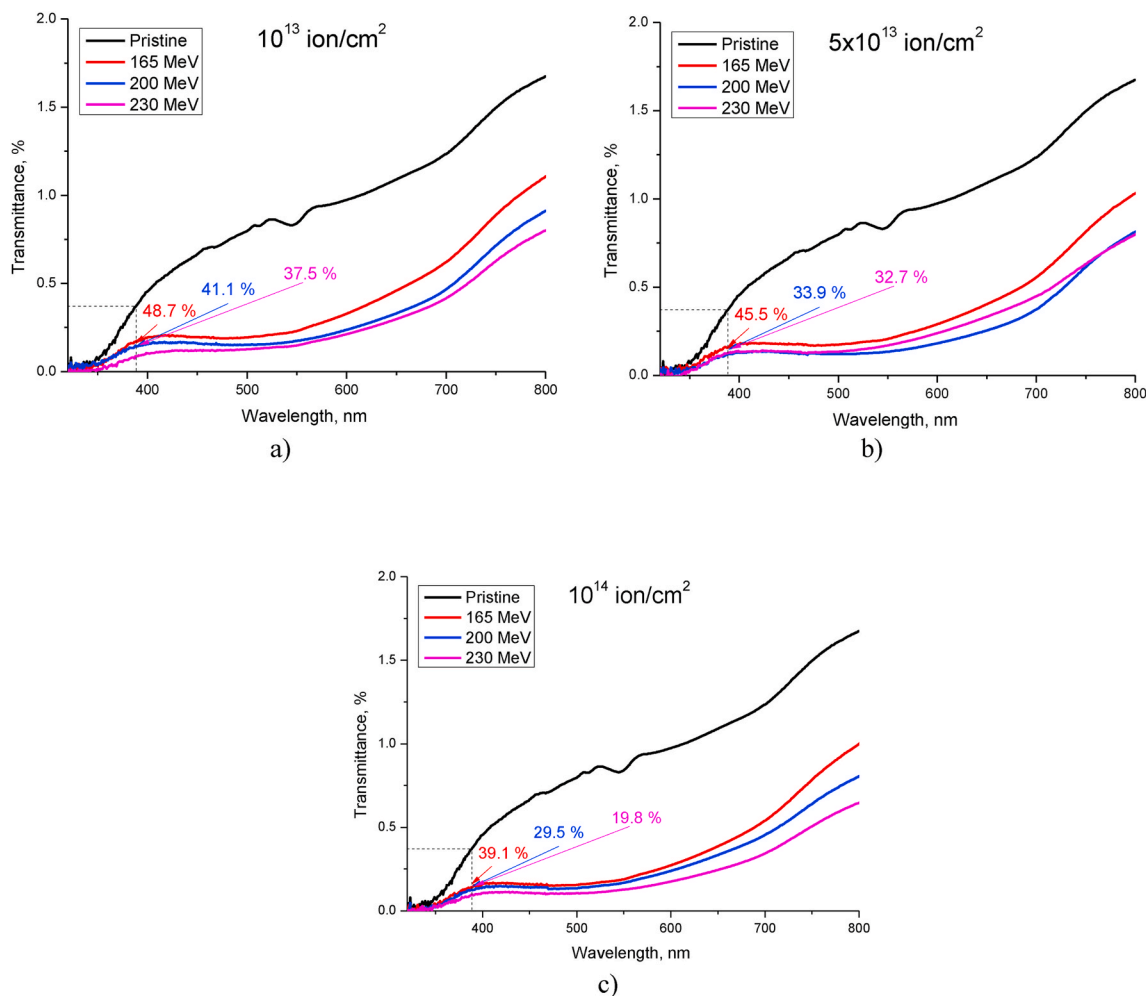 2.0
1.5
1.0
0.5
0.0
Transmittance, %
Pristine
165 MeV
200 MeV
230 MeV
10¹³ ion/cm²
37.5 %
41.1 %
48.7 %
400 500 600 700 800
Wavelength, nm
a)
2.0
1.5
1.0
0.5
0.0
Transmittance, %
Pristine
165 MeV
200 MeV
230 MeV
5x10¹³ ion/cm²
32.7 %
33.9 %
45.5 %
400 500 600 700 800
Wavelength, nm
b)
2.0
1.5
1.0
0.5
0.0
Transmittance, %
Pristine
165 MeV
200 MeV
230 MeV
10¹⁴ ion/cm²
19.8 %
29.5 %
39.1 %
400 500 600 700 800
Wavelength, nm
c)